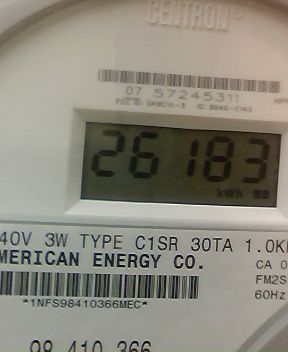 CENTRON®
07 57245311
26183
kWh
40V 3W TYPE C1SR 30TA 1.0K
MERICAN ENERGY CO.
CA 0
FM2S
60Hz
*1NFS98410366MEC*
98 410 366